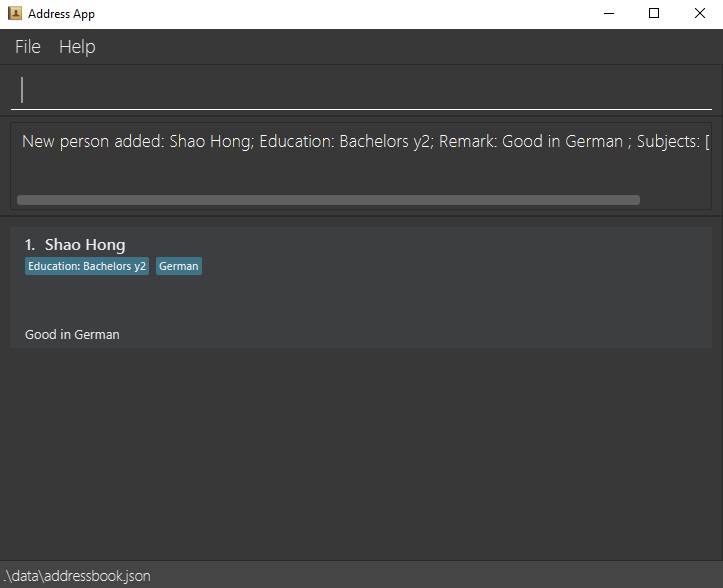 Address App
File Help
New person added: Shao Hong; Education: Bachelors y2; Remark: Good in German ; Subjects: [
1. Shao Hong
Education: Bachelors y2 German
Good in German
.\data\addressbook.json